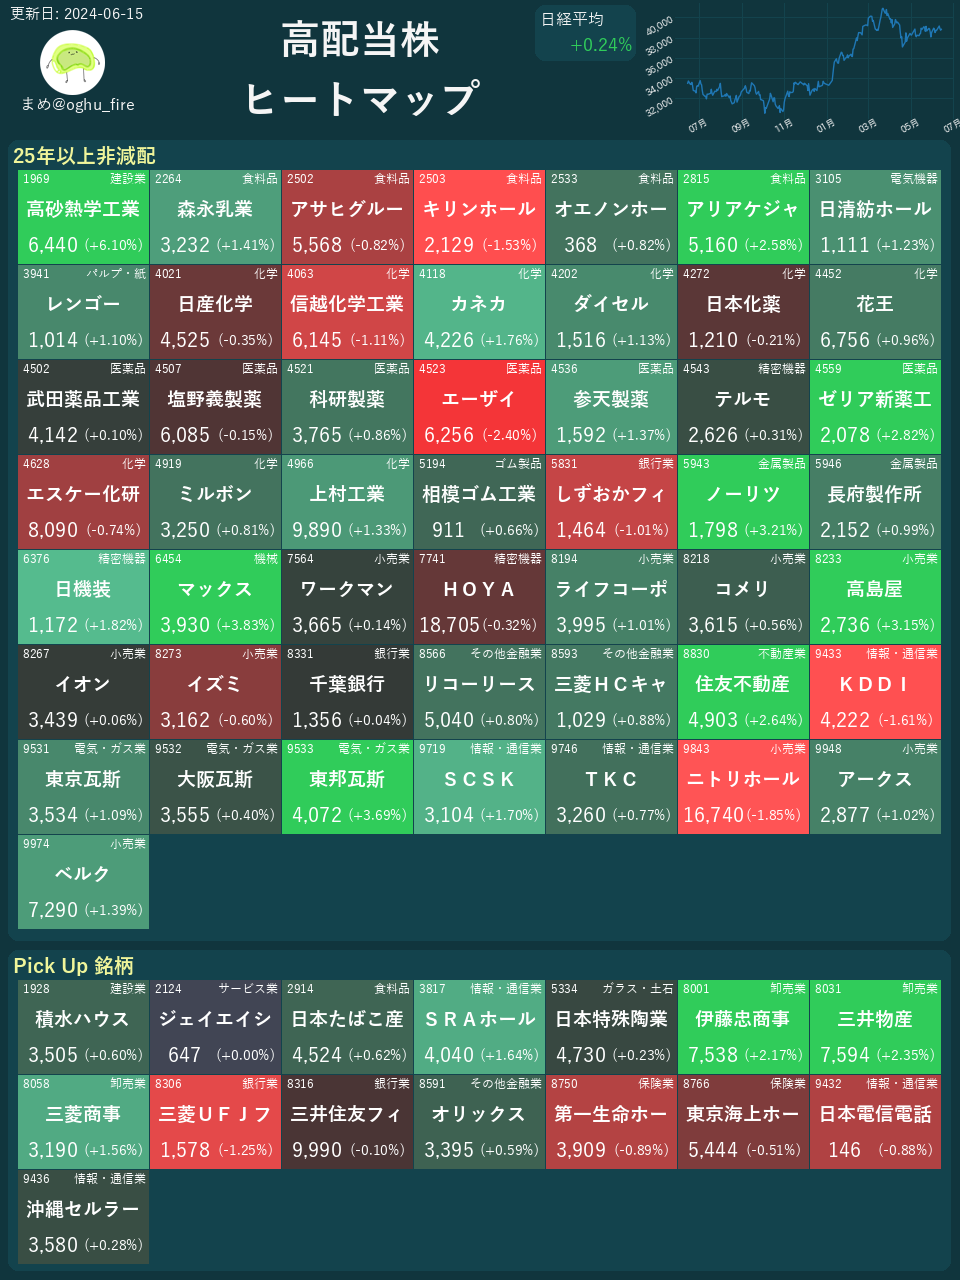 更新日: 2024-06-15
まめ@oghu_fire
高配当株
ヒートマップ
日経平均
+0.24%
40,000
38,000
36,000
34,000
32,000
07月 09月 11月 01月 03月 05月 07月
25年以上非減配
1969 建設業 2264 食料品 2502 食料品 2503 食料品 2533 食料品 2815 食料品 3105 電気機器
高砂熱学工業 森永乳業 アサヒグルー キリンホール オエノンホー アリアケジャ 日清紡ホール
6,440 (+6.10%) 3,232 (+1.41%) 5,568 (-0.82%) 2,129 (-1.53%) 368 (+0.82%) 5,160 (+2.58%) 1,111 (+1.23%)
3941 パルプ・紙 4021 化学 4063 化学 4118 化学 4202 化学 4272 化学 4452 化学
レンゴー 日産化学 信越化学工業 カネカ ダイセル 日本化薬 花王
1,014 (+1.10%) 4,525 (-0.35%) 6,145 (-1.11%) 4,226 (+1.76%) 1,516 (+1.13%) 1,210 (-0.21%) 6,756 (+0.96%)
4502 医薬品 4507 医薬品 4521 医薬品 4523 医薬品 4536 医薬品 4543 精密機器 4559 医薬品
武田薬品工業 塩野義製薬 科研製薬 エーザイ 参天製薬 テルモ ゼリア新薬工
4,142 (+0.10%) 6,085 (-0.15%) 3,765 (+0.86%) 6,256 (-2.40%) 1,592 (+1.37%) 2,626 (+0.31%) 2,078 (+2.82%)
4628 化学 4919 化学 4966 化学 5194 ゴム製品 5831 銀行業 5943 金属製品 5946 金属製品
エスケー化研 ミルボン 上村工業 相模ゴム工業 しずおかフィ ノーリツ 長府製作所
8,090 (-0.74%) 3,250 (+0.81%) 9,890 (+1.33%) 911 (+0.66%) 1,464 (-1.01%) 1,798 (+3.21%) 2,152 (+0.99%)
6376 精密機器 6454 機械 7564 小売業 7741 精密機器 8194 小売業 8218 小売業 8233 小売業
日機装 マックス ワークマン ＨＯＹＡ ライフコーポ コメリ 高島屋
1,172 (+1.82%) 3,930 (+3.83%) 3,665 (+0.14%) 18,705 (-0.32%) 3,995 (+1.01%) 3,615 (+0.56%) 2,736 (+3.15%)
8267 小売業 8273 小売業 8331 銀行業 8566 その他金融業 8593 その他金融業 8830 不動産業 9433 情報・通信業
イオン イズミ 千葉銀行 リコーリース 三菱ＨＣキャ 住友不動産 ＫＤＤＩ
3,439 (+0.06%) 3,162 (-0.60%) 1,356 (+0.04%) 5,040 (+0.80%) 1,029 (+0.88%) 4,903 (+2.64%) 4,222 (-1.61%)
9531 電気・ガス業 9532 電気・ガス業 9533 電気・ガス業 9719 情報・通信業 9746 情報・通信業 9843 小売業 9948 小売業
東京瓦斯 大阪瓦斯 東邦瓦斯 ＳＣＳＫ ＴＫＣ ニトリホール アークス
3,534 (+1.09%) 3,555 (+0.40%) 4,072 (+3.69%) 3,104 (+1.70%) 3,260 (+0.77%) 16,740 (-1.85%) 2,877 (+1.02%)
9974 小売業
ベルク
7,290 (+1.39%)
Pick Up 銘柄
1928 建設業 2124 サービス業 2914 食料品 3817 情報・通信業 5334 ガラス・土石 8001 卸売業 8031 卸売業
積水ハウス ジェイエイシ 日本たばこ産 ＳＲＡホール 日本特殊陶業 伊藤忠商事 三井物産
3,505 (+0.60%) 647 (+0.00%) 4,524 (+0.62%) 4,040 (+1.64%) 4,730 (+0.23%) 7,538 (+2.17%) 7,594 (+2.35%)
8058 卸売業 8306 銀行業 8316 銀行業 8591 その他金融業 8750 保険業 8766 保険業 9432 情報・通信業
三菱商事 三菱ＵＦＪフ 三井住友フィ オリックス 第一生命ホー 東京海上ホー 日本電信電話
3,190 (+1.56%) 1,578 (-1.25%) 9,990 (-0.10%) 3,395 (+0.59%) 3,909 (-0.89%) 5,444 (-0.51%) 146 (-0.88%)
9436 情報・通信業
沖縄セルラー
3,580 (+0.28%)